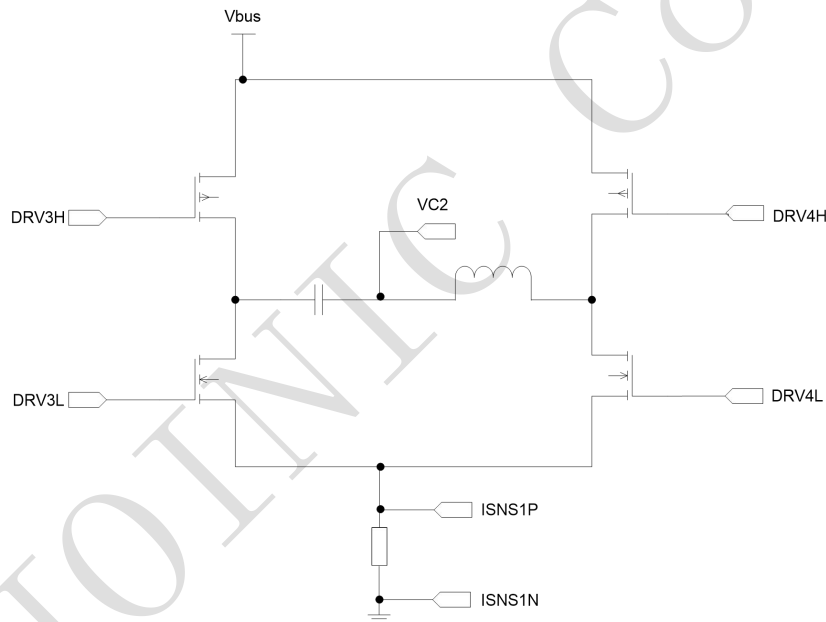 Vbus
DRV3H
VC2
DRV4H
DRV3L
DRV4L
ISNS1P
ISNS1N